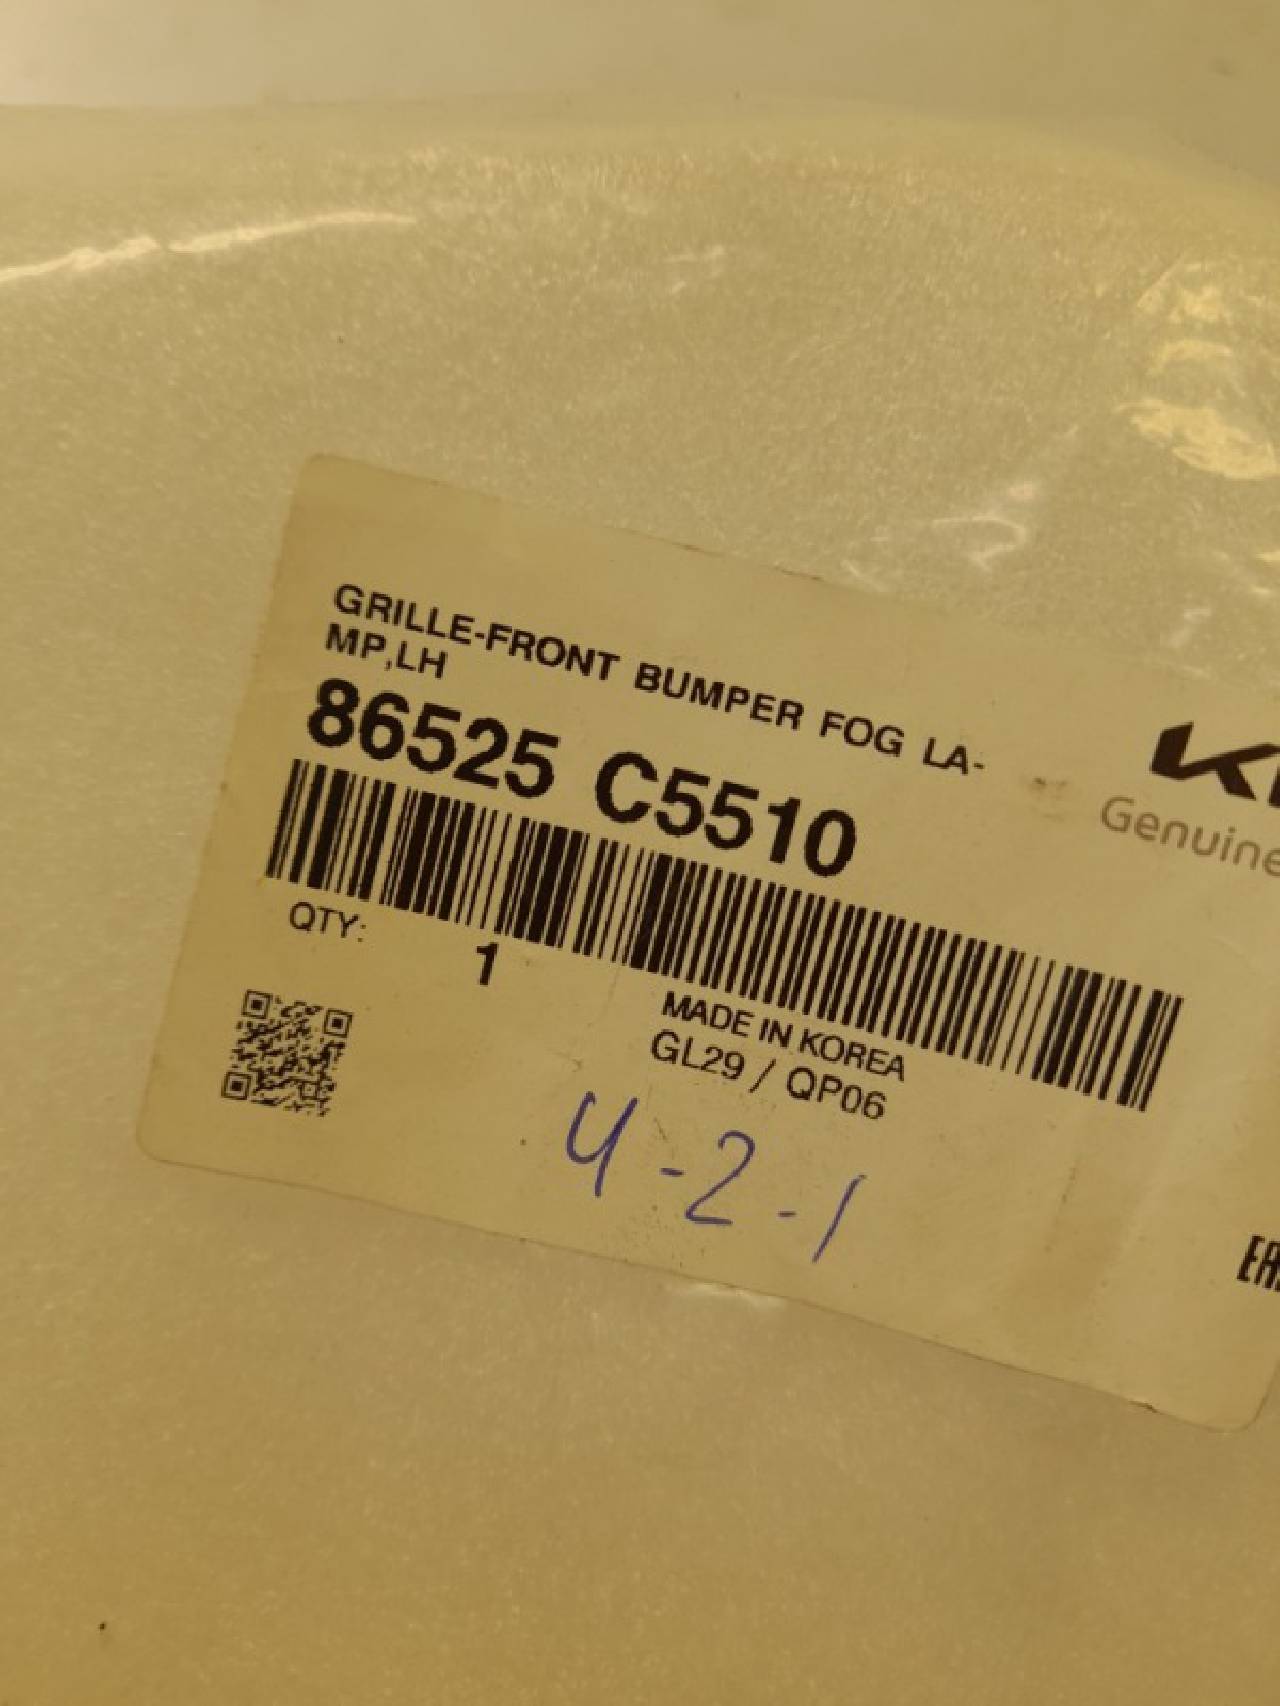 GRILLE-FRONT BUMPER FOG LA-
MP,LH
86525 C5510
Genuine
QTY: 1
MADE IN KOREA
GL29 / QP06
4-2-1